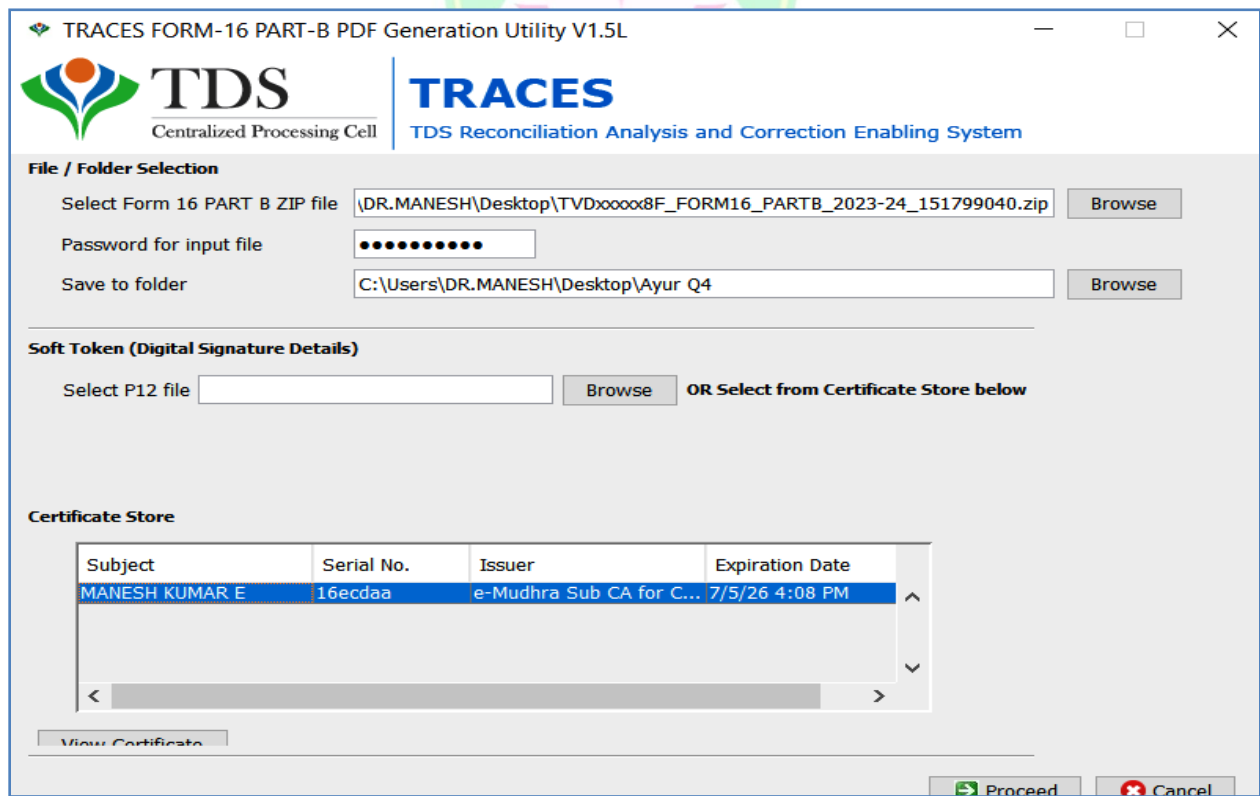 TRACES FORM-16 PART-B PDF Generation Utility V1.5L
TDS
Centralized Processing Cell
TRACES
TDS Reconciliation Analysis and Correction Enabling System
File / Folder Selection
Select Form 16 PART B ZIP file \DR.MANESH\Desktop\TVDxxxxx8F_FORM16_PARTB_2023-24_151799040.zip Browse
Password for input file ●●●●●●●●●●
Save to folder C:\Users\DR.MANESH\Desktop\Ayur Q4 Browse
Soft Token (Digital Signature Details)
Select P12 file Browse OR Select from Certificate Store below
Certificate Store
Subject Serial No. Issuer Expiration Date
MANESH KUMAR E 16ecdaa e-Mudhra Sub CA for C... 7/5/26 4:08 PM
View Certificate
Proceed Cancel